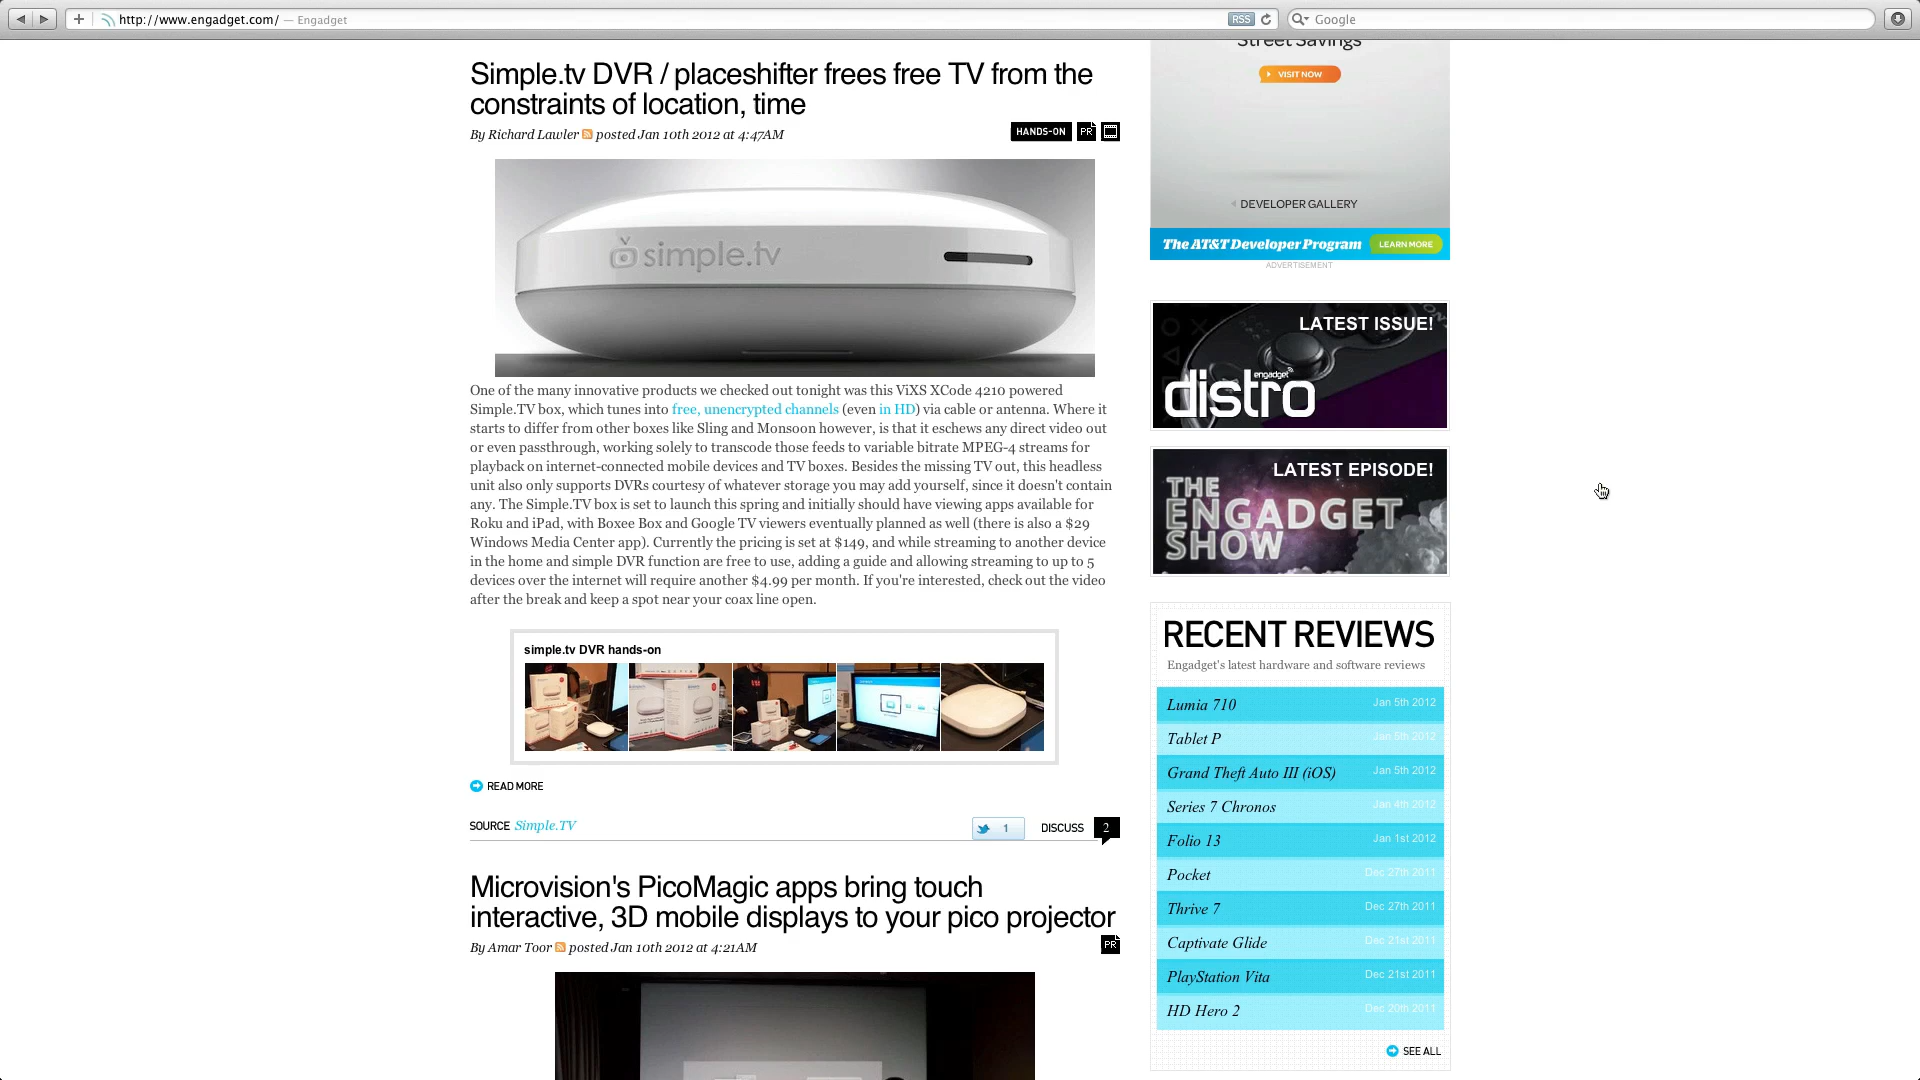 http://www.engadget.com/ — Engadget
RSS
Google
Simple.tv DVR / placeshifter frees free TV from the
constraints of location, time
By Richard Lawler posted Jan 10th 2012 at 4:47AM
HANDS-ON PR
simple.tv
One of the many innovative products we checked out tonight was this ViXS XCode 4210 powered
Simple.TV box, which tunes into free, unencrypted channels (even in HD) via cable or antenna. Where it
starts to differ from other boxes like Sling and Monsoon however, is that it eschews any direct video out
or even passthrough, working solely to transcode those feeds to variable bitrate MPEG-4 streams for
playback on internet-connected mobile devices and TV boxes. Besides the missing TV out, this headless
unit also only supports DVRs courtesy of whatever storage you may add yourself, since it doesn't contain
any. The Simple.TV box is set to launch this spring and initially should have viewing apps available for
Roku and iPad, with Boxee Box and Google TV viewers eventually planned as well (there is also a $29
Windows Media Center app). Currently the pricing is set at $149, and while streaming to another device
in the home and simple DVR function are free to use, adding a guide and allowing streaming to up to 5
devices over the internet will require another $4.99 per month. If you're interested, check out the video
after the break and keep a spot near your coax line open.
simple.tv DVR hands-on
READ MORE
SOURCE Simple.TV
1
DISCUSS 2
Microvision's PicoMagic apps bring touch
interactive, 3D mobile displays to your pico projector
By Amar Toor posted Jan 10th 2012 at 4:21AM
PR
Street Savings
VISIT NOW
DEVELOPER GALLERY
The AT&T Developer Program LEARN MORE
ADVERTISEMENT
LATEST ISSUE!
engadget
distro
LATEST EPISODE!
THE
ENGADGET
SHOW
RECENT REVIEWS
Engadget's latest hardware and software reviews
Lumia 710 Jan 5th 2012
Tablet P Jan 5th 2012
Grand Theft Auto III (iOS) Jan 5th 2012
Series 7 Chronos Jan 4th 2012
Folio 13 Jan 1st 2012
Pocket Dec 27th 2011
Thrive 7 Dec 27th 2011
Captivate Glide Dec 21st 2011
PlayStation Vita Dec 21st 2011
HD Hero 2 Dec 20th 2011
SEE ALL